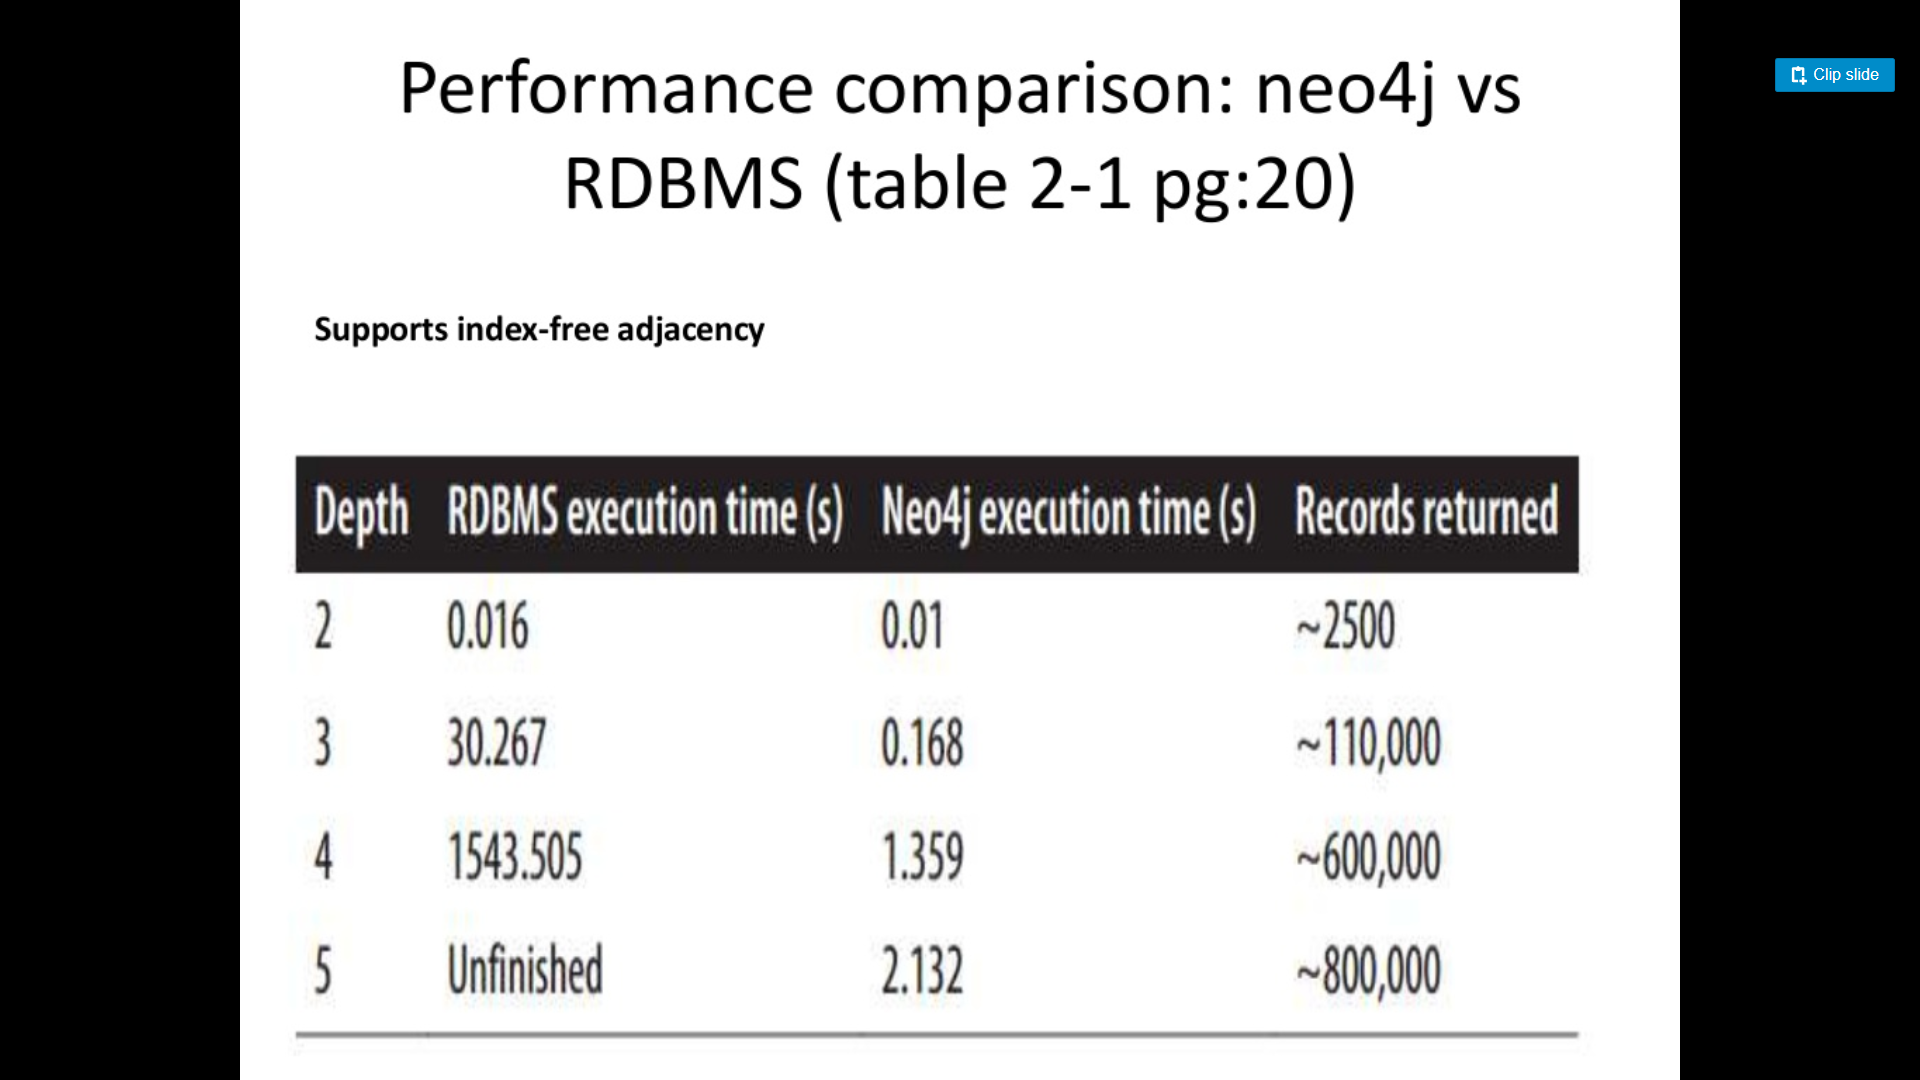 Performance comparison: neo4j vs
RDBMS (table 2-1 pg:20)
Clip slide
Supports index-free adjacency
Depth RDBMS execution time (s) Neo4j execution time (s) Records returned
2 0.016 0.01 ~2500
3 30.267 0.168 ~110,000
4 1543.505 1.359 ~600,000
5 Unfinished 2.132 ~800,000